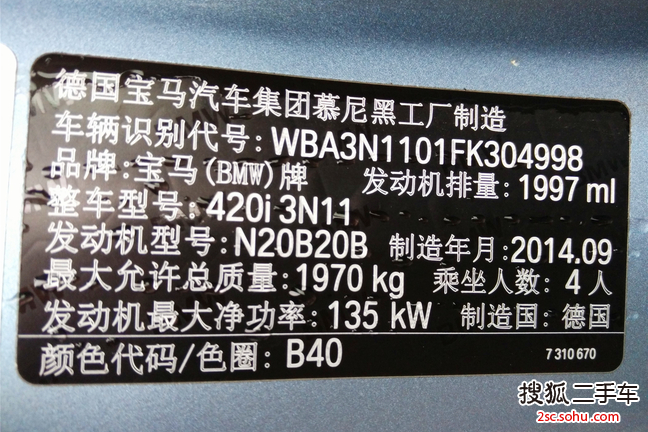 德国宝马汽车集团慕尼黑工厂制造
车辆识别代号: WBA3N1101FK304998
品牌: 宝马(BMW)牌 发动机排量: 1997 ml
整车型号: 420i 3N11
发动机型号: N20B20B 制造年月: 2014.09
最大允许总质量: 1970 kg 乘坐人数: 4 人
发动机最大净功率: 135 kW 制造国: 德国
颜色代码/色圈: B40 7 310 670
搜狐二手车
2sc.sohu.com